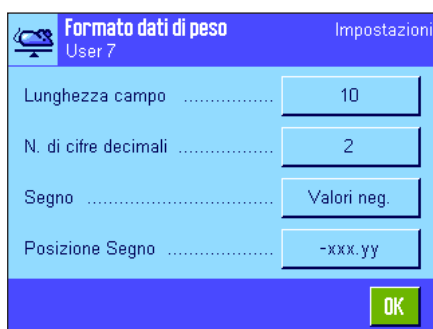 Formato dati di peso Impostazioni
User 7
Lunghezza campo ................. 10
N. di cifre decimali .................. 2
Segno ................................... Valori neg.
Posizione Segno .................... -xxx.yy
OK